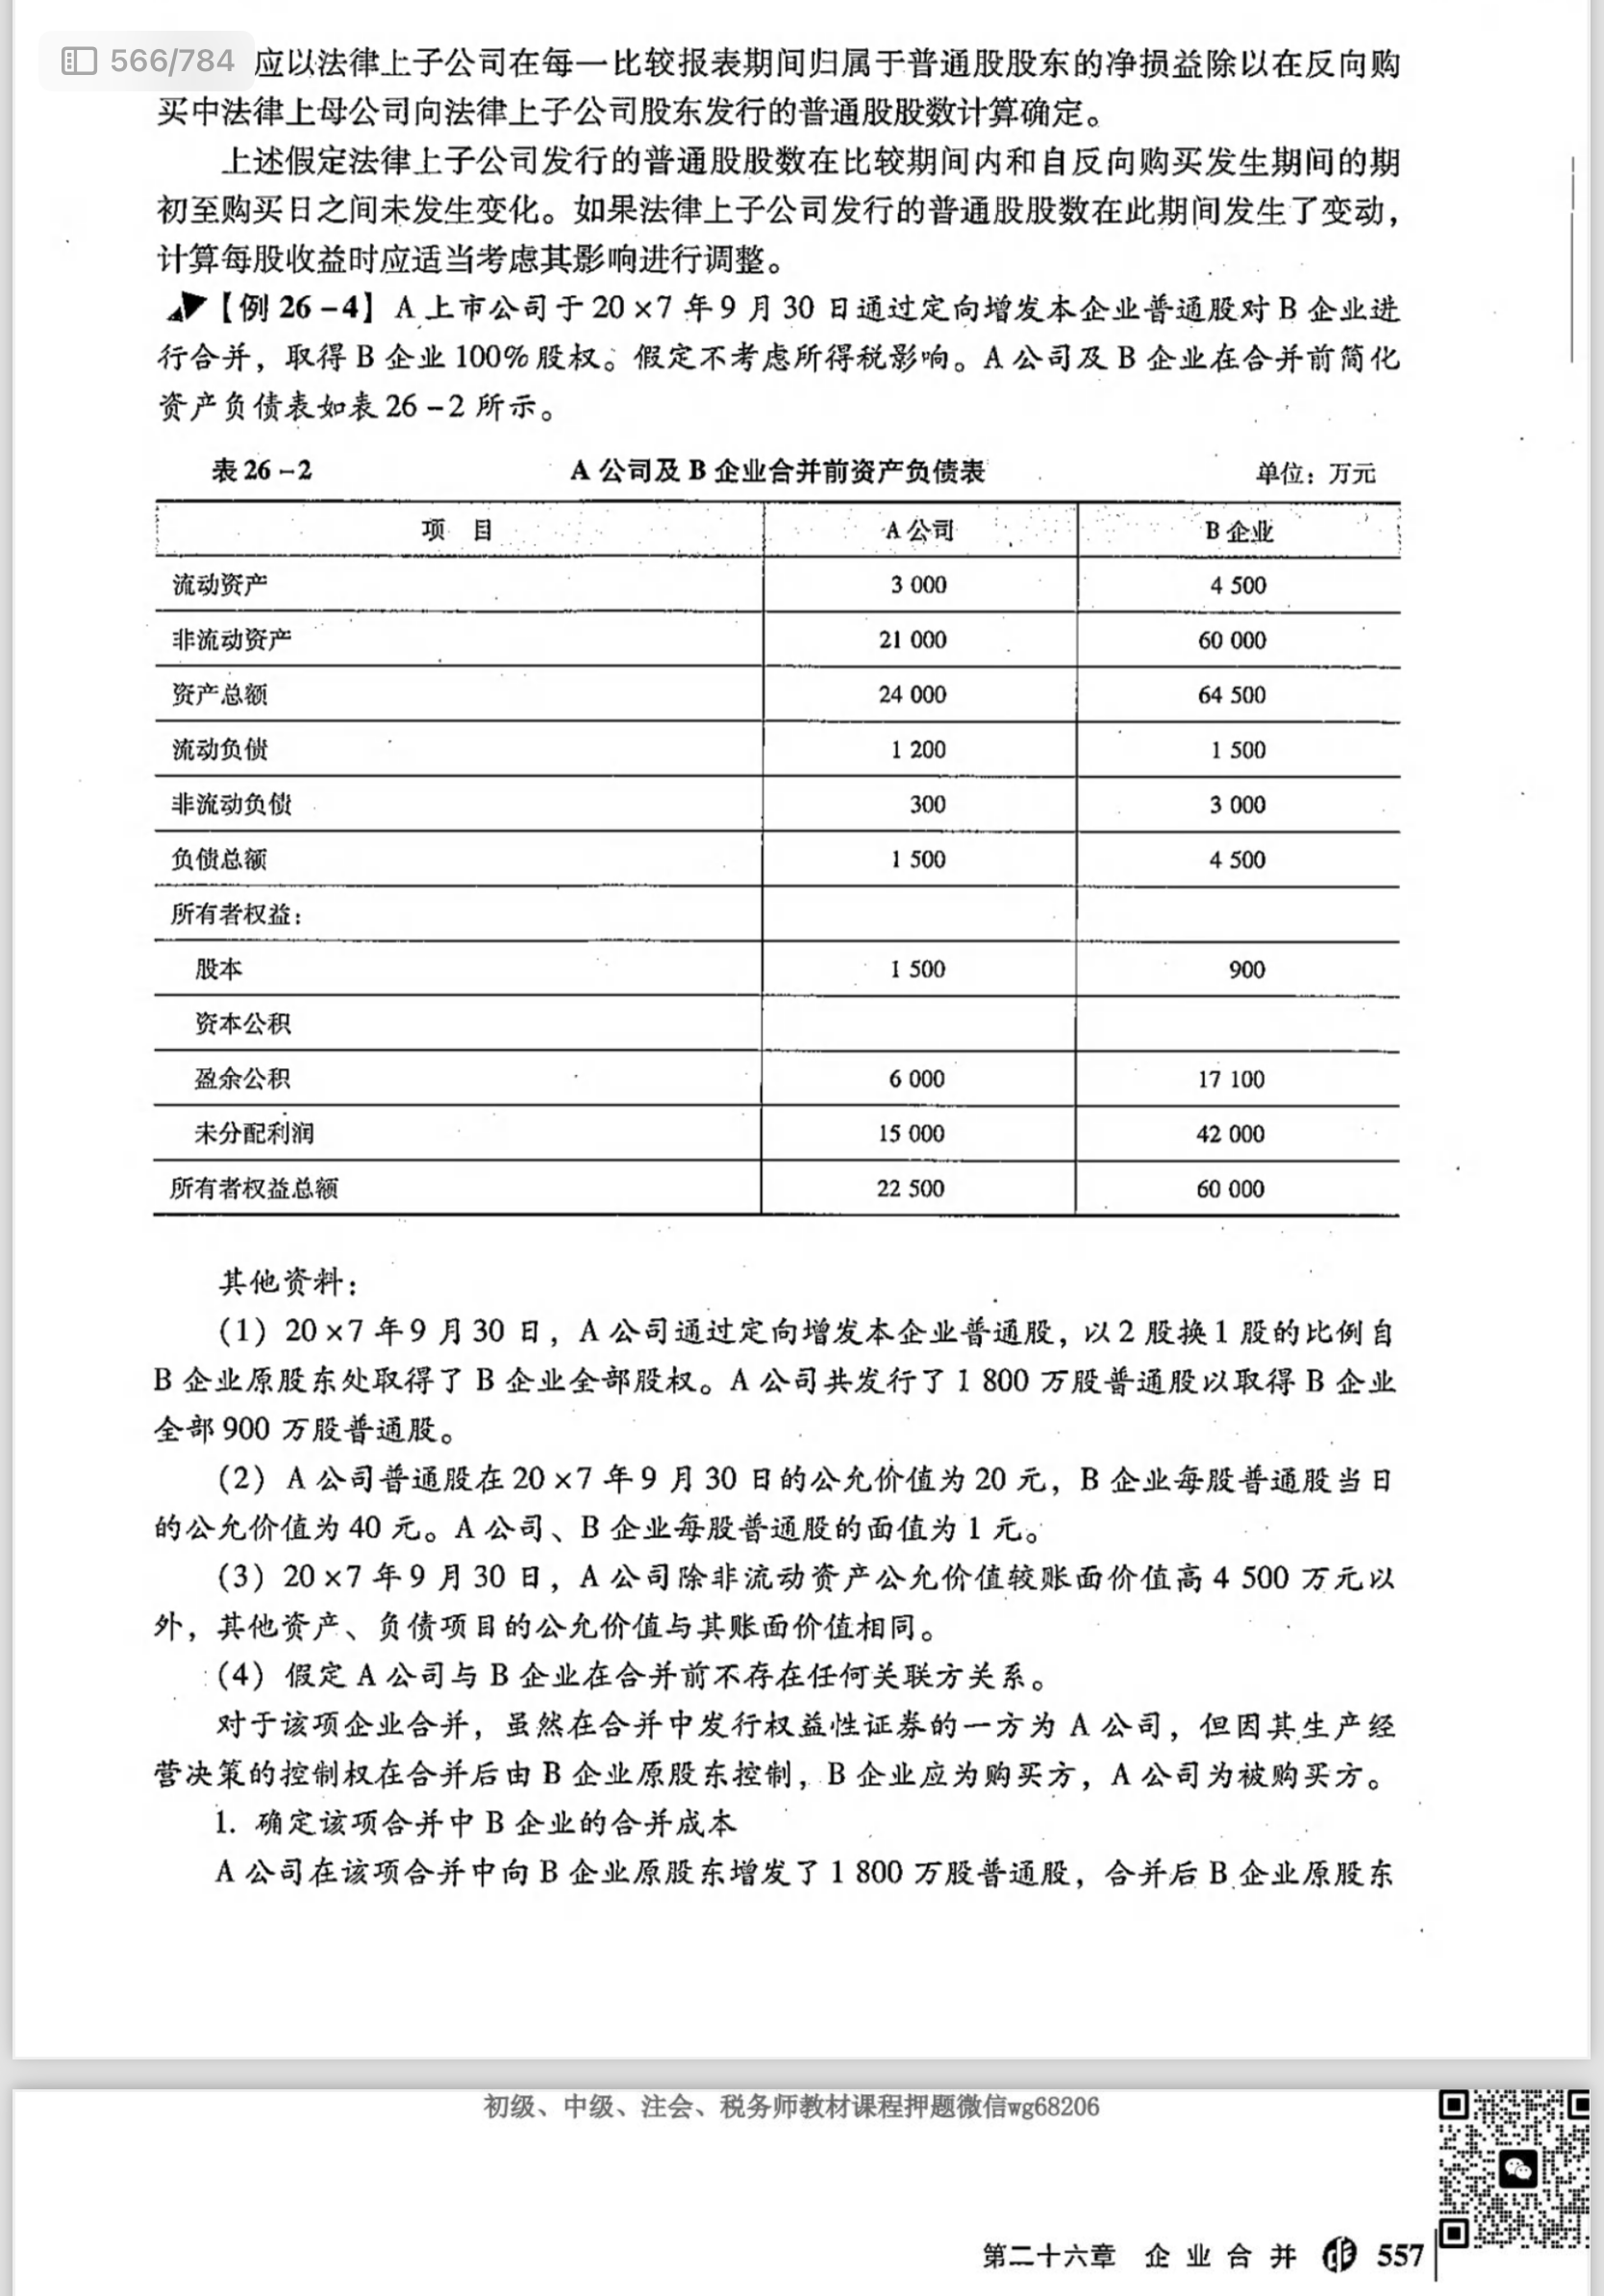 566/784
应以法律上子公司在每一比较报表期间归属于普通股股东的净损益除以在反向购
买中法律上母公司向法律上子公司股东发行的普通股股数计算确定。
上述假定法律上子公司发行的普通股股数在比较期间内和自反向购买发生期间的期
初至购买日之间未发生变化。如果法律上子公司发行的普通股股数在此期间发生了变动，
计算每股收益时应适当考虑其影响进行调整。
【例 26-4】A 上市公司于 20×7 年 9 月 30 日通过定向增发本企业普通股对 B 企业进
行合并，取得 B 企业 100% 股权。假定不考虑所得税影响。A 公司及 B 企业在合并前简化
资产负债表如表 26-2 所示。
表 26-2 A 公司及 B 企业合并前资产负债表 单位：万元
项 目 A 公司 B 企业
流动资产 3 000 4 500
非流动资产 21 000 60 000
资产总额 24 000 64 500
流动负债 1 200 1 500
非流动负债 300 3 000
负债总额 1 500 4 500
所有者权益：
股本 1 500 900
资本公积
盈余公积 6 000 17 100
未分配利润 15 000 42 000
所有者权益总额 22 500 60 000
其他资料：
（1）20×7 年 9 月 30 日，A 公司通过定向增发本企业普通股，以 2 股换 1 股的比例自
B 企业原股东处取得了 B 企业全部股权。A 公司共发行了 1 800 万股普通股以取得 B 企业
全部 900 万股普通股。
（2）A 公司普通股在 20×7 年 9 月 30 日的公允价值为 20 元，B 企业每股普通股当日
的公允价值为 40 元。A 公司、B 企业每股普通股的面值为 1 元。
（3）20×7 年 9 月 30 日，A 公司除非流动资产公允价值较账面价值高 4 500 万元以
外，其他资产、负债项目的公允价值与其账面价值相同。
（4）假定 A 公司与 B 企业在合并前不存在任何关联方关系。
对于该项企业合并，虽然在合并中发行权益性证券的一方为 A 公司，但因其生产经
营决策的控制权在合并后由 B 企业原股东控制，B 企业应为购买方，A 公司为被购买方。
1. 确定该项合并中 B 企业的合并成本
A 公司在该项合并中向 B 企业原股东增发了 1 800 万股普通股，合并后 B 企业原股东
初级、中级、注会、税务师教材课程押题微信wg68206
第二十六章 企业合并 557